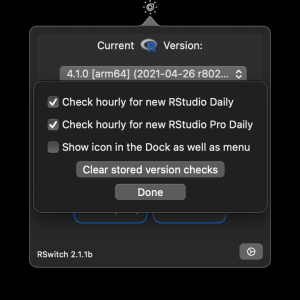 Current Version:
4.1.0 [arm64] (2021-04-26 r802...
Check hourly for new RStudio Daily
Check hourly for new RStudio Pro Daily
Show icon in the Dock as well as menu
Clear stored version checks
Done
RSwitch 2.1.1b